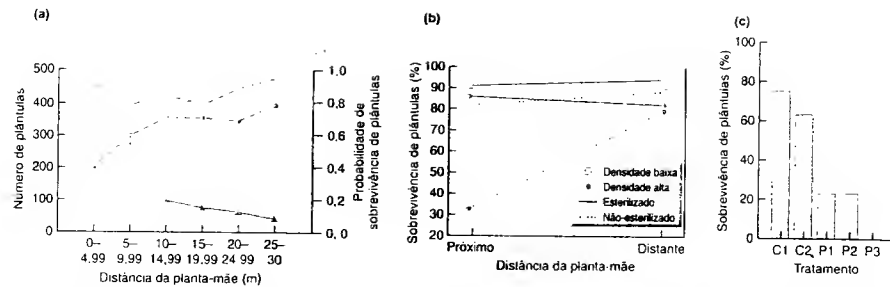 (a)
Número de plântulas
500
400
300
200
100
0
1.0
0.8
0.6
0.4
0,2
0,
Probabilidade de
sobrevivência de plântulas
0– 5– 10– 15– 20– 25–
4.99 9,99 14,99 19.99 24 99 30
Distância da planta-mãe (m)
(b)
Sobrevivência de plântulas (%)
100
90
80
70
60
50
40
30
20
Densidade baixa
Densidade alta
Esterilizado
Não-esterilizado
Próximo Distante
Distância da planta-mãe
(c)
Sobrevivência de plântulas (%)
100
80
60
40
20
0
C1 C2 P1 P2 P3
Tratamento